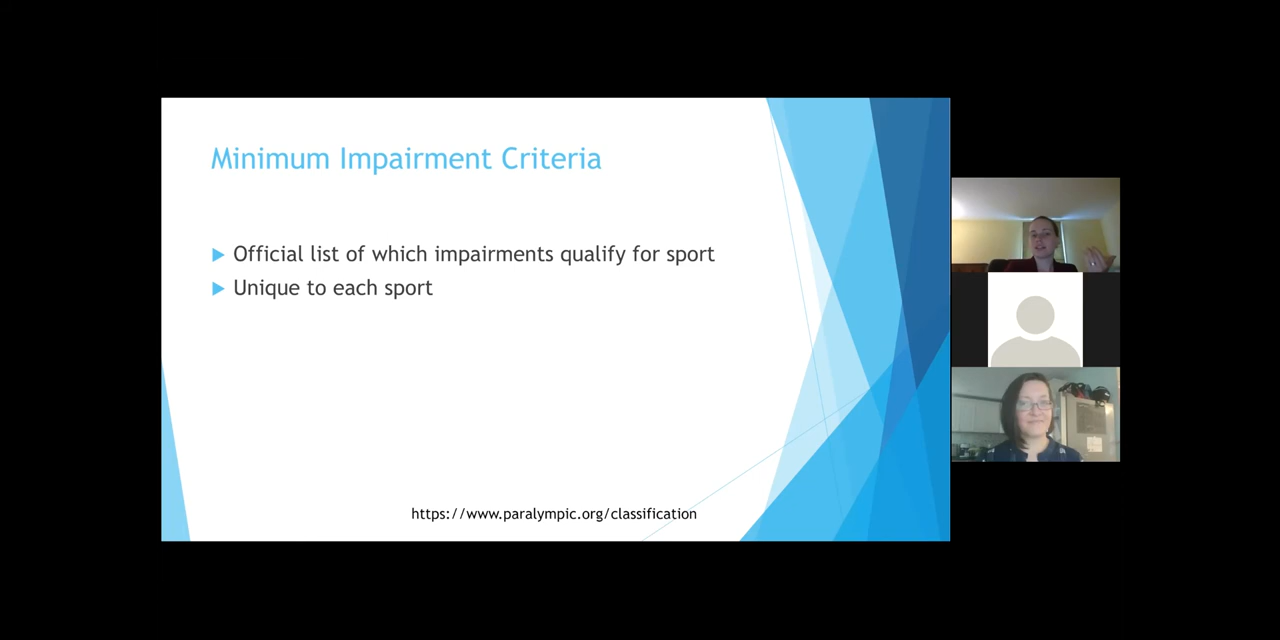 Minimum Impairment Criteria
Official list of which impairments qualify for sport
Unique to each sport
https://www.paralympic.org/classification